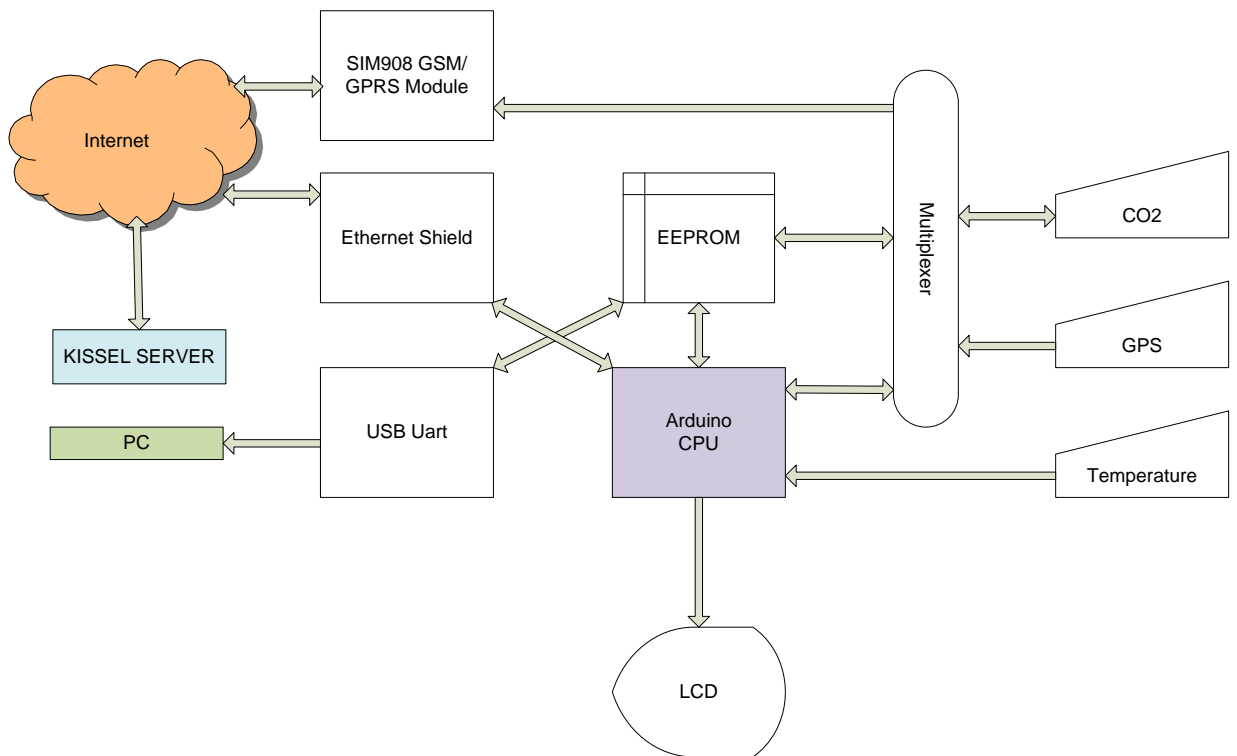 SIM908 GSM/
GPRS Module
Internet
Ethernet Shield
EEPROM
Multiplexer
CO2
GPS
KISSEL SERVER
PC
USB Uart
Arduino
CPU
Temperature
LCD